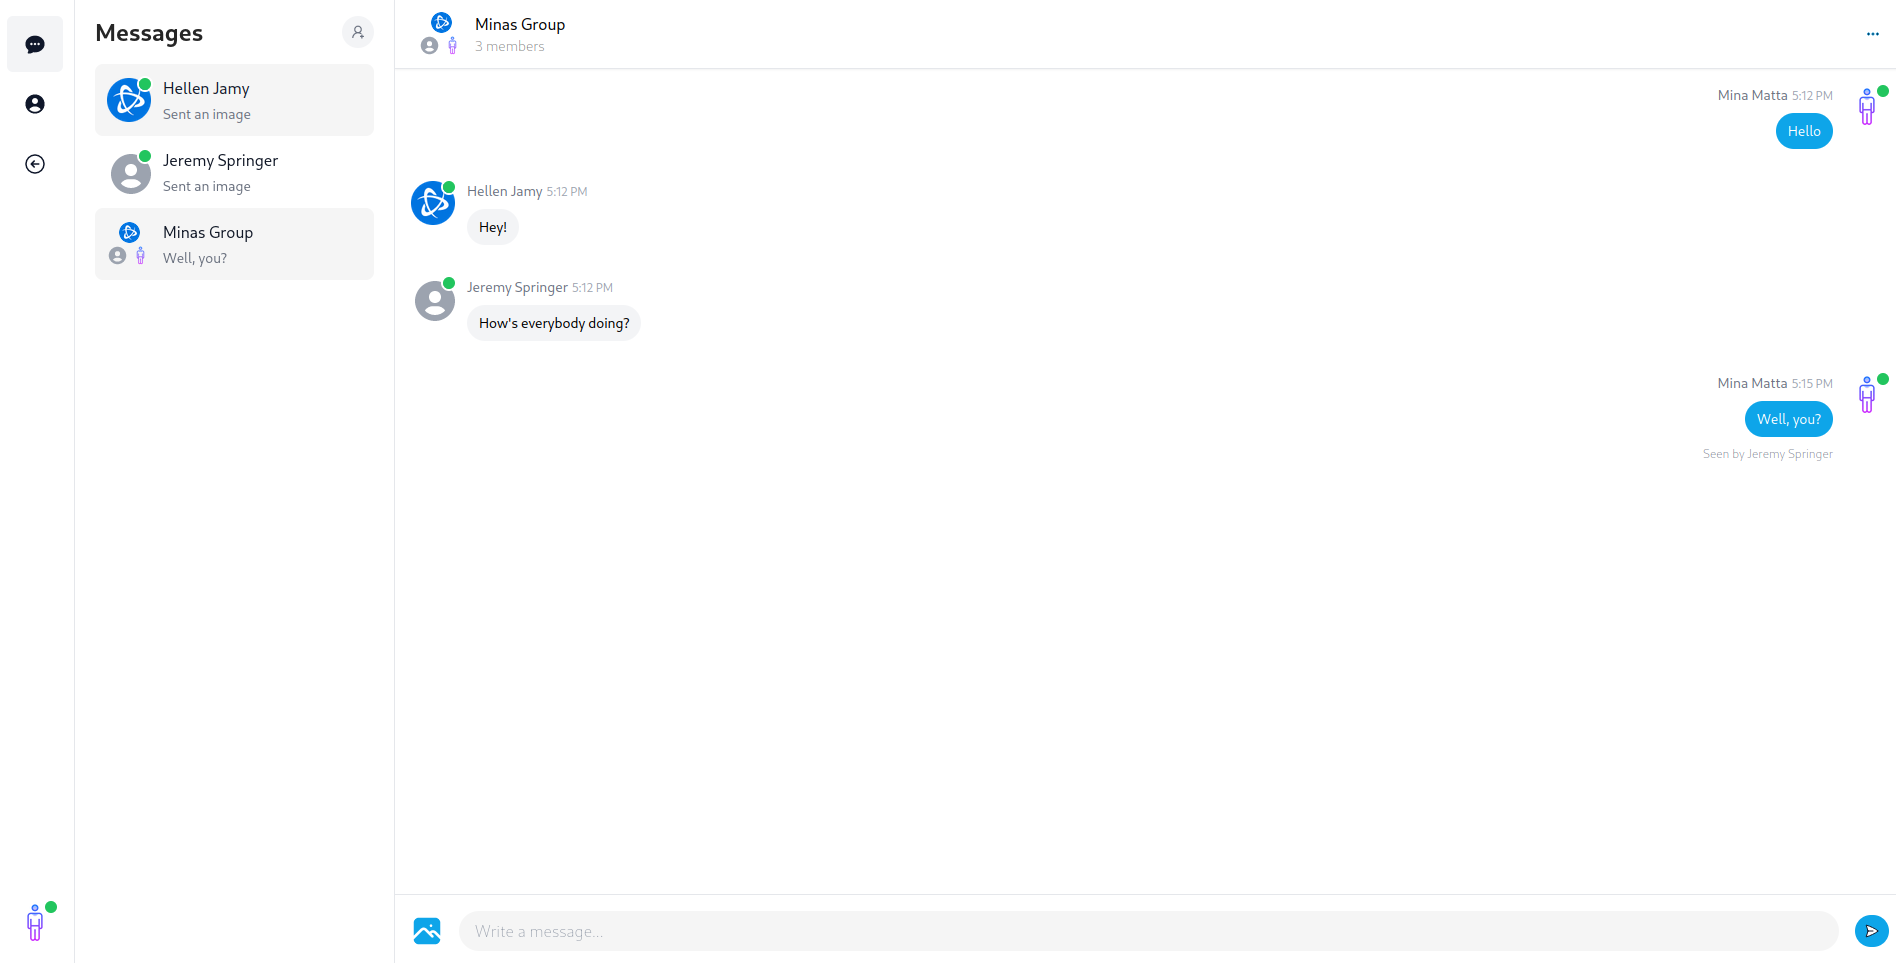 Messages
Hellen Jamy
Sent an image
Jeremy Springer
Sent an image
Minas Group
Well, you?
Minas Group
3 members
Mina Matta 5:12 PM
Hello
Hellen Jamy 5:12 PM
Hey!
Jeremy Springer 5:12 PM
How's everybody doing?
Mina Matta 5:15 PM
Well, you?
Seen by Jeremy Springer
Write a message...